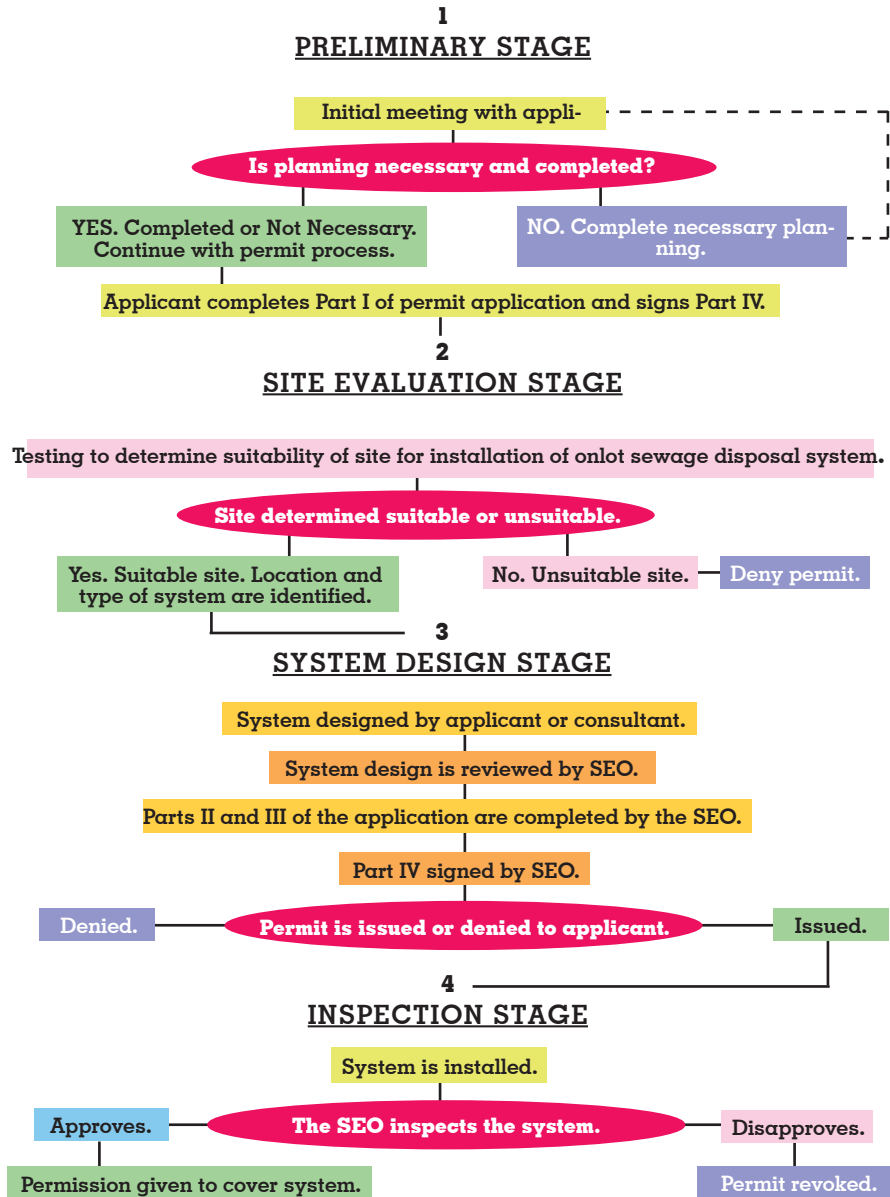 1
PRELIMINARY STAGE
Initial meeting with appli-
Is planning necessary and completed?
YES. Completed or Not Necessary.
Continue with permit process.
NO. Complete necessary plan-
ning.
Applicant completes Part I of permit application and signs Part IV.
2
SITE EVALUATION STAGE
Testing to determine suitability of site for installation of onlot sewage disposal system.
Site determined suitable or unsuitable.
Yes. Suitable site. Location and
type of system are identified.
No. Unsuitable site.
Deny permit.
3
SYSTEM DESIGN STAGE
System designed by applicant or consultant.
System design is reviewed by SEO.
Parts II and III of the application are completed by the SEO.
Part IV signed by SEO.
Denied.
Permit is issued or denied to applicant.
Issued.
4
INSPECTION STAGE
System is installed.
Approves.
The SEO inspects the system.
Disapproves.
Permission given to cover system.
Permit revoked.